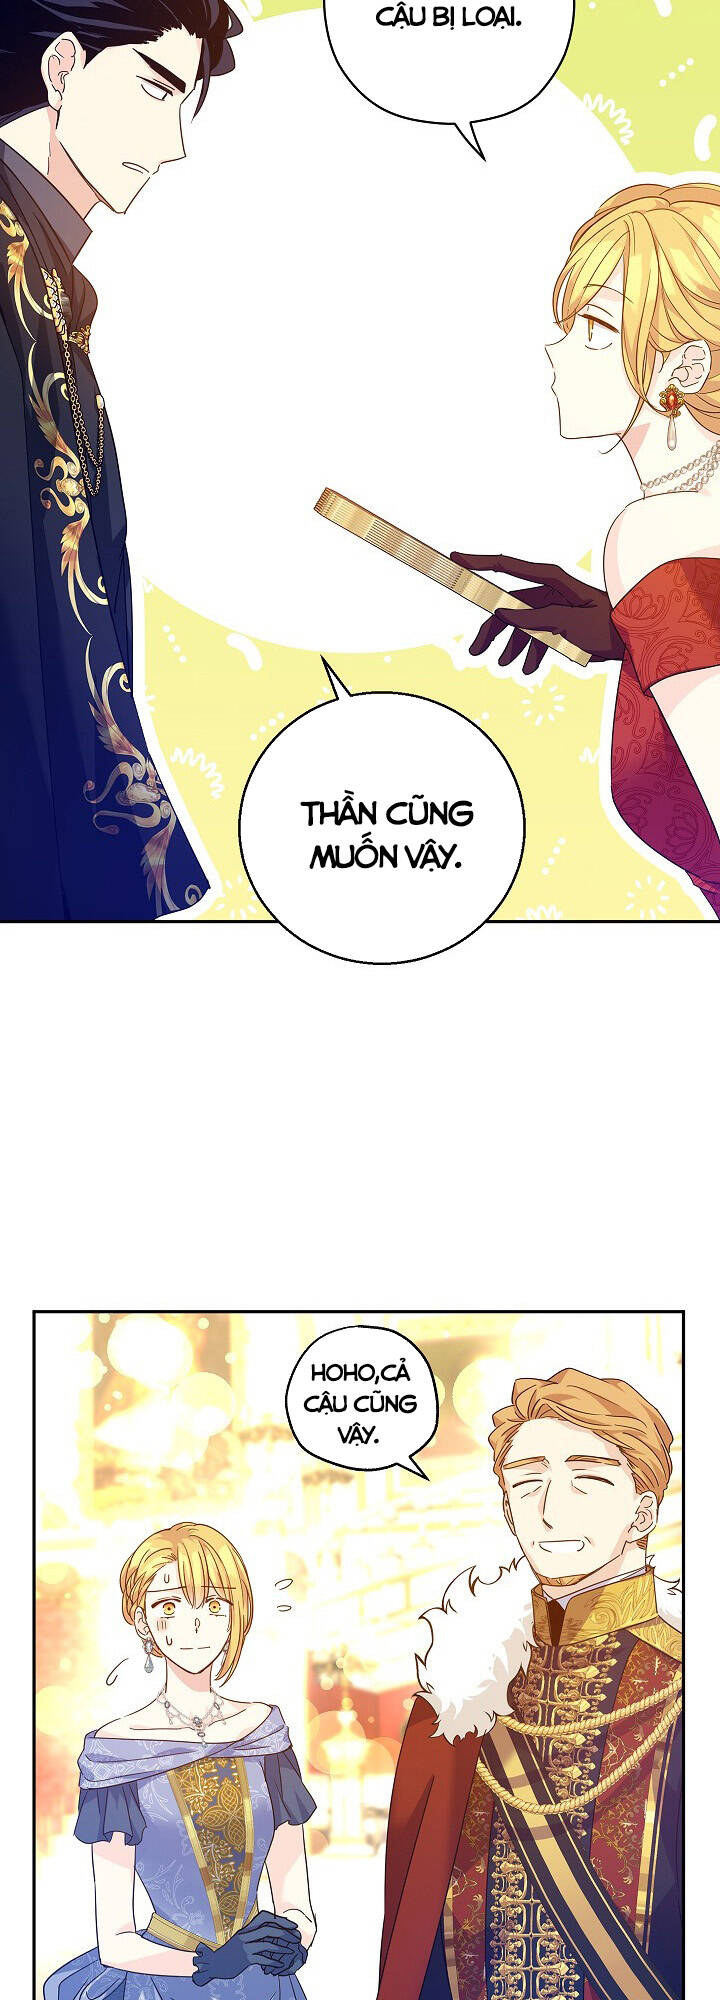 CẬU BỊ LOẠI.
THẦN CŨNG
MUỐN VẬY.
HOHO,CẢ
CẬU CŨNG
VẬY.